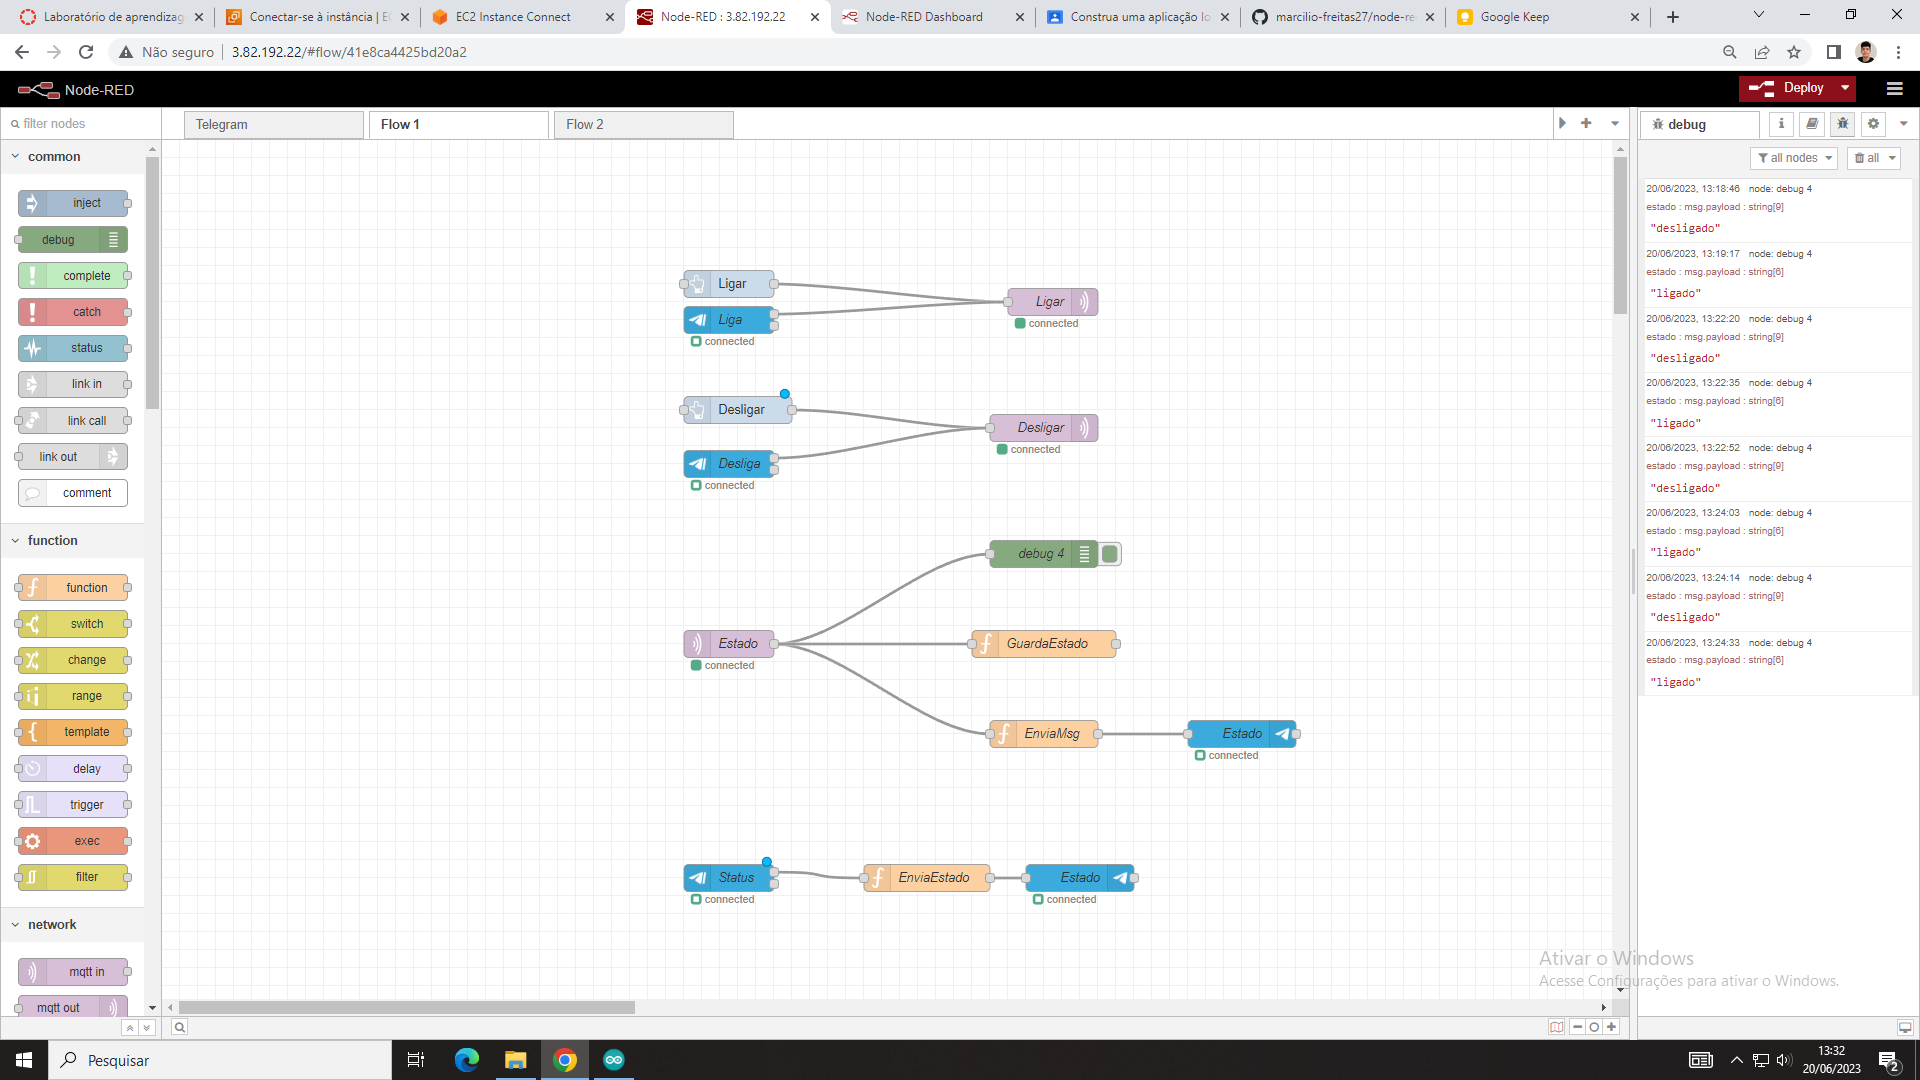 Laboratório de aprendizag
Conectar-se à instância | EC
EC2 Instance Connect
Node-RED : 3.82.192.22
Node-RED Dashboard
Construa uma aplicação Io
marcilio-freitas27/node-re
Google Keep
Não seguro
3.82.192.22/#flow/41e8ca4425bd20a2
Node-RED
Deploy
filter nodes
Telegram
Flow 1
Flow 2
debug
i
all nodes
all
common
inject
debug
complete
catch
status
link in
link call
link out
comment
function
function
switch
change
range
template
delay
trigger
exec
filter
network
mqtt in
mqtt out
Ligar
Liga
connected
Ligar
connected
Desligar
Desliga
connected
Desligar
connected
debug 4
Estado
connected
GuardaEstado
EnviaMsg
Estado
connected
Status
connected
EnviaEstado
Estado
connected
20/06/2023, 13:18:46 node: debug 4
estado : msg.payload : string[9]
"desligado"
20/06/2023, 13:19:17 node: debug 4
estado : msg.payload : string[6]
"ligado"
20/06/2023, 13:22:20 node: debug 4
estado : msg.payload : string[9]
"desligado"
20/06/2023, 13:22:35 node: debug 4
estado : msg.payload : string[6]
"ligado"
20/06/2023, 13:22:52 node: debug 4
estado : msg.payload : string[9]
"desligado"
20/06/2023, 13:24:03 node: debug 4
estado : msg.payload : string[6]
"ligado"
20/06/2023, 13:24:14 node: debug 4
estado : msg.payload : string[9]
"desligado"
20/06/2023, 13:24:33 node: debug 4
estado : msg.payload : string[6]
"ligado"
Ativar o Windows
Acesse Configurações para ativar o Windows.
Pesquisar
13:32
20/06/2023
2